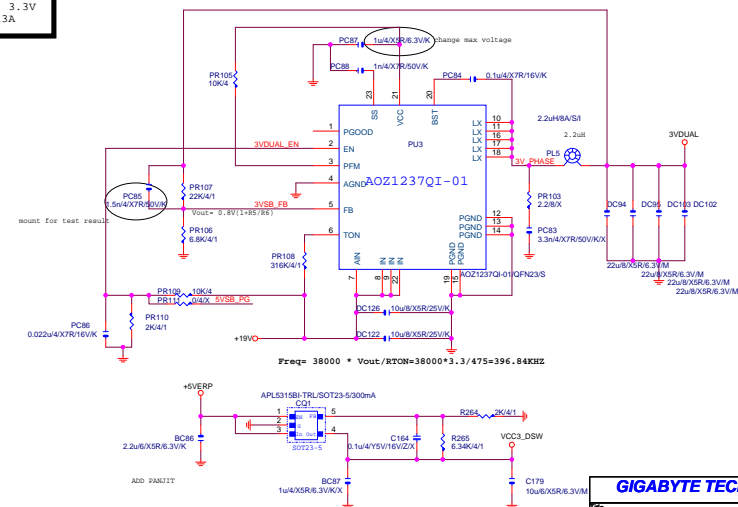 3.3V
3A
PC87
1u/4/X5R/6.3V/K
change max voltage
PC88
1n/4/X7R/50V/K
PC84
0.1u/4/X7R/16V/K
PR105
10K/4
23
21
20
SS
VCC
BST
PU3
AOZ1237QI-01
1
PGOOD
2
EN
3
PFM
4
AGND
5
FB
6
TON
LX
10
LX
11
LX
16
LX
17
LX
18
PGND
12
PGND
13
PGND
14
AIN
IN
IN
IN
PGND
PGND
7
8
9
22
19
15
AOZ1237QI-01/QFN23/S
2.2uH/8A/S/I
2.2uH
PL5
3VDUAL
3V_PHASE
PR103
2.2/8/X
PC83
3.3n/4/X7R/50V/K/X
DC94
DC95
DC103
DC102
22u/8/X5R/6.3V/M
22u/8/X5R/6.3V/M
22u/8/X5R/6.3V/M
22u/8/X5R/6.3V/M
3VDUAL_EN
3VSB_FB
PC85
1.5n/4/X7R/50V/K
mount for test result
PR107
22K/4/1
Vout= 0.8V(1+R5/R6)
PR106
6.8K/4/1
PR108
316K/4/1
PR109
10K/4
PR111
0/4/X
5VSB_PG
PC86
0.022u/4/X7R/16V/K
PR110
2K/4/1
DC126
10u/8/X5R/25V/K
DC122
10u/8/X5R/25V/K
+19V
Freq= 38000 * Vout/RTON=38000*3.3/475=396.84KHZ
+5VERP
APL5315BI-TRL/SOT23-5/300mA
CQ1
1
2
3
5
4
EN
FB
G
In
Out
SOT23-5
BC86
2.2u/6/X5R/6.3V/K
ADD PANJIT
R264
2K/4/1
C164
0.1u/4/Y5V/16V/Z/X
R265
6.34K/4/1
VCC3_DSW
BC87
1u/4/X5R/6.3V/K/X
C179
10u/6/X5R/6.3V/M
GIGABYTE TEC